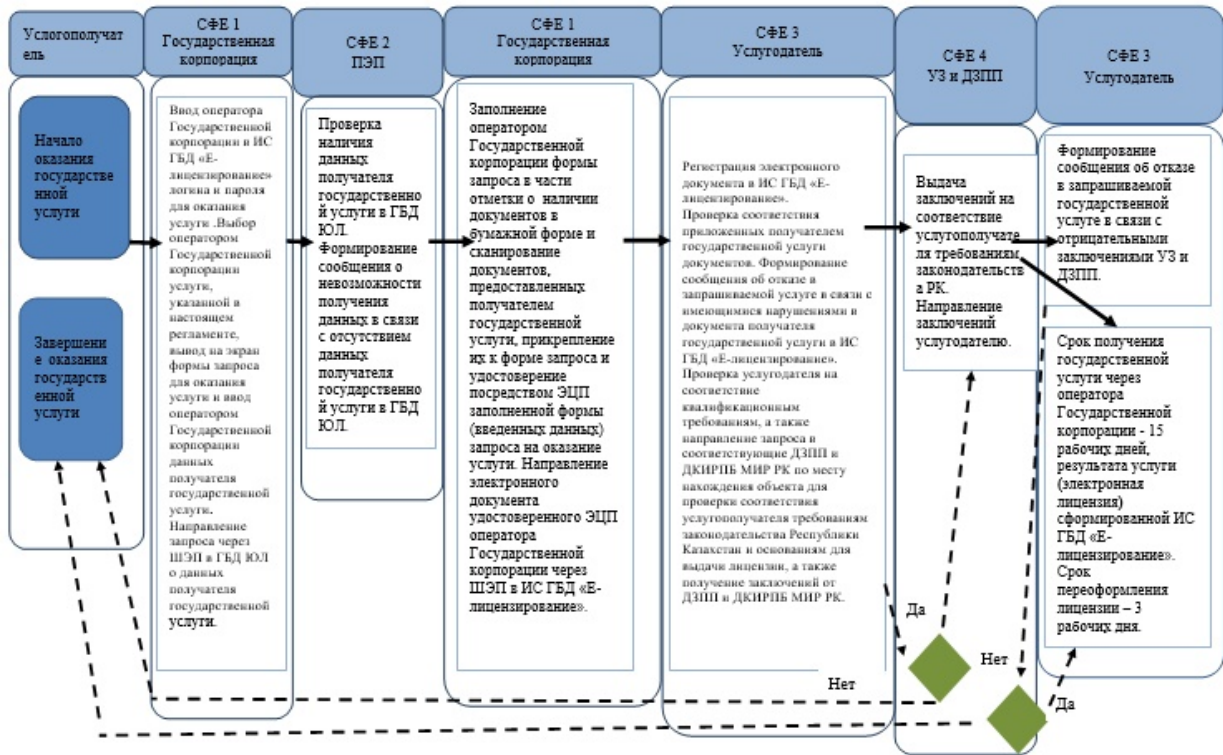 Услогополучат
ель
СФЕ 1
Государственная
корпорация
СФЕ 2
ПЭП
СФЕ 1
Государственная
корпорация
СФЕ 3
Услугодатель
СФЕ 4
УЗ и ДЗПП
СФЕ 3
Услугодатель
Начало
оказания
государстве
нной
услуги
Завершени
е оказания
государств
енной
услуги
Ввод оператора
Государственной
корпорации в ИС
ГБД «Е-
лицензирование»
логина и пароля
для оказания
услуги .Выбор
оператором
Государственной
корпорации
услуги,
указанной в
настоящем
регламенте,
вывод на экран
формы запроса
для оказания
услуги и ввод
оператором
Государственной
корпорации
данных
получателя
государственной
услуги.
Направление
запроса через
ШЭП в ГБД ЮЛ
о данных
получателя
государственной
услуги.
Проверка
наличия
данных
получателя
государственно
й услуги в ГБД
ЮЛ.
Формирование
сообщения о
невозможности
получения
данных в связи
с отсутствием
данных
получателя
государственно
й услуги в ГБД
ЮЛ.
Заполнение
оператором
Государственной
корпорации формы
запроса в части
отметки о наличии
документов в
бумажной форме и
сканирование
документов,
предоставленных
получателем
государственной
услуги, прикрепление
их к форме запроса и
удостоверение
посредством ЭЦП
заполненной формы
(введенных данных)
запроса на оказание
услуги. Направление
электронного
документа
удостоверенного ЭЦП
оператора
Государственной
корпорации через
ШЭП в ИС ГБД «Е-
лицензирование».
Регистрация электронного
документа в ИС ГБД «Е-
лицензирование».
Проверка соответствия
приложенных получателем
государственной услуги
документов. Формирование
сообщения об отказе в
запрашиваемой услуге в связи с
имеющимися нарушениями в
документа получателя
государственной услуги в ИС
ГБД «Е-лицензирование».
Проверка услугодателя на
соответствие
квалификационным
требованиям, а также
направление запроса в
соответствующие ДЗПП и
ДКИРПБ МИР РК по месту
нахождения объекта для
проверки соответствия
услугополучателя требованиям
законодательства Республики
Казахстан и основаниям для
выдачи лицензии, а также
получение заключений от
ДЗПП и ДКИРПБ МИР РК.
Выдача
заключений на
соответствие
услугополучате
ля требованиям
законодательств
а РК.
Направление
заключений
услугодателю.
Формирование
сообщения об отказе
в запрашиваемой
государственной
услуге в связи с
отрицательными
заключениями УЗ и
ДЗПП.
Срок получения
государственной
услуги через
оператора
Государственной
корпорации - 15
рабочих дней,
результата услуги
(электронная
лицензия)
сформированной ИС
ГБД «Е-
лицензирование».
Срок
переоформления
лицензии – 3
рабочих дня.
Да
Нет
Нет
Да